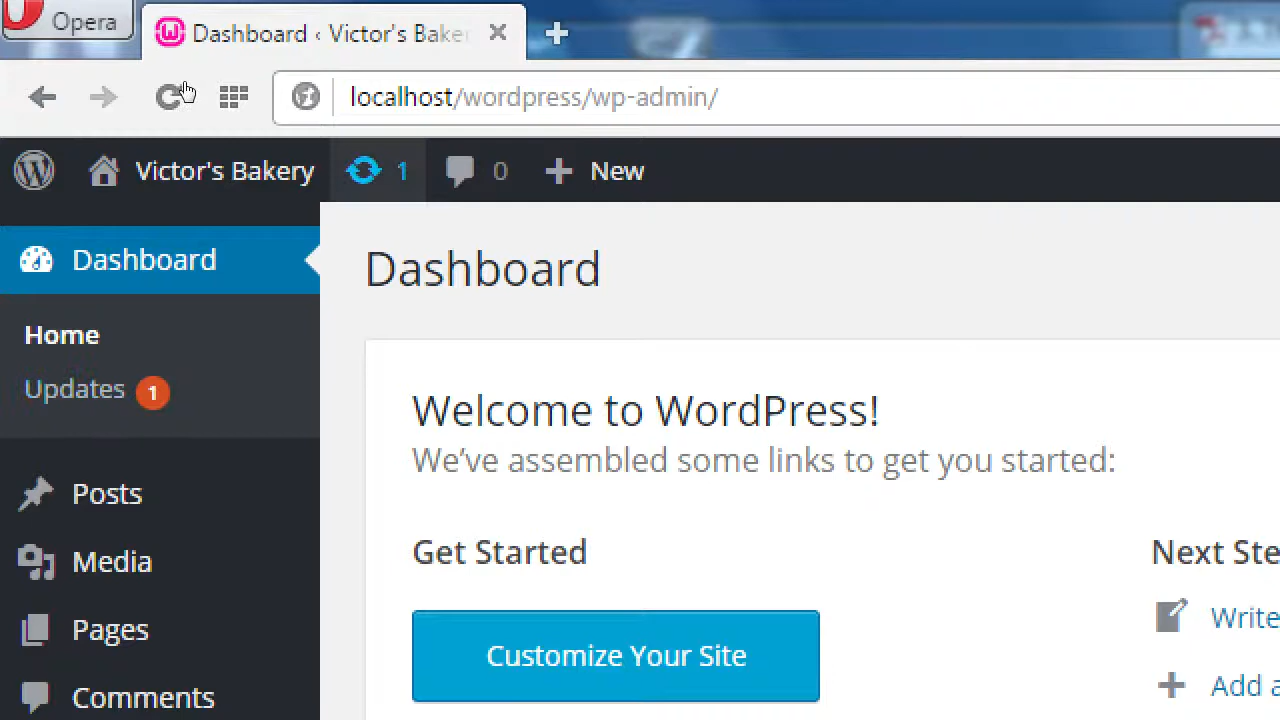 Opera
Dashboard ‹ Victor's Baker
localhost/wordpress/wp-admin/
Victor's Bakery 1 0 New
Dashboard
Home
Updates 1
Posts
Media
Pages
Comments
Dashboard
Welcome to WordPress!
We've assembled some links to get you started:
Get Started
Customize Your Site
Next Ste
Write
Add a